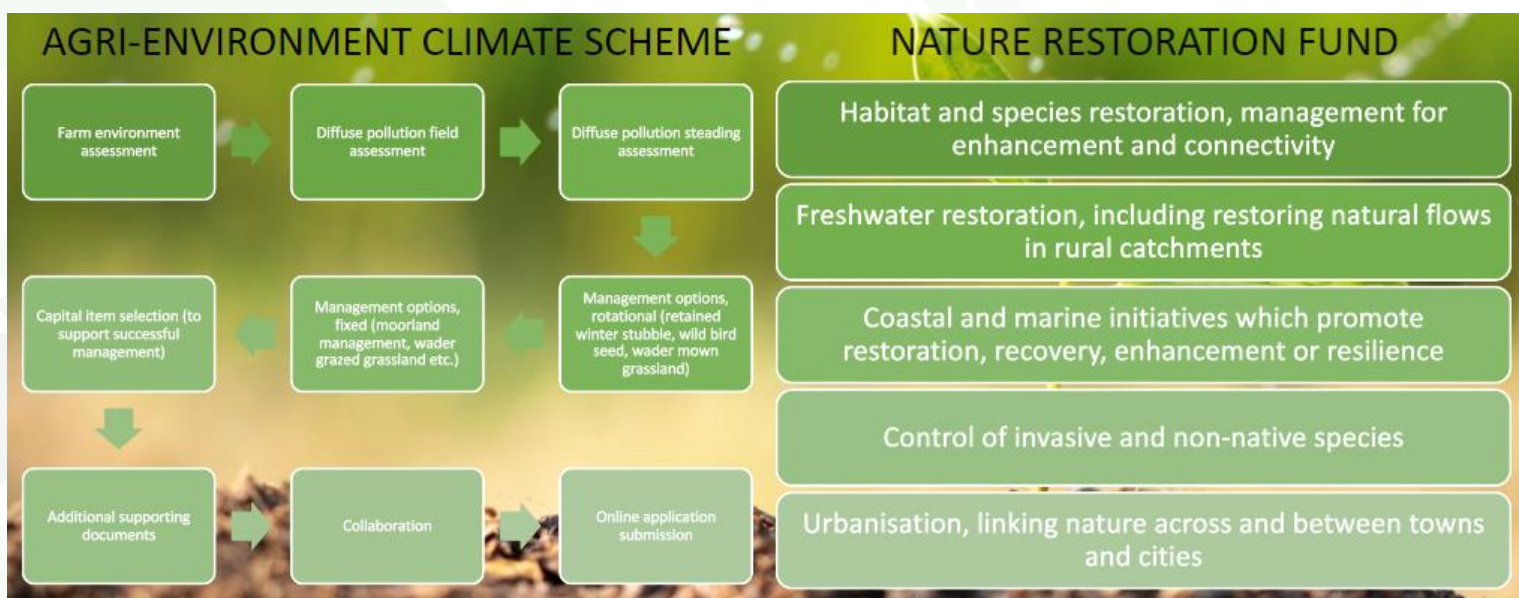 AGRI-ENVIRONMENT CLIMATE SCHEME
Farm environment
assessment
Diffuse pollution field
assessment
Diffuse pollution steading
assessment
Management options,
rotational (retained
winter stubble, wild bird
seed, wader mown
grassland)
Management options,
fixed (moorland
management, wader
grazed grassland etc.)
Capital item selection (to
support successful
management)
Additional supporting
documents
Collaboration
Online application
submission
NATURE RESTORATION FUND
Habitat and species restoration, management for
enhancement and connectivity
Freshwater restoration, including restoring natural flows
in rural catchments
Coastal and marine initiatives which promote
restoration, recovery, enhancement or resilience
Control of invasive and non-native species
Urbanisation, linking nature across and between towns
and cities